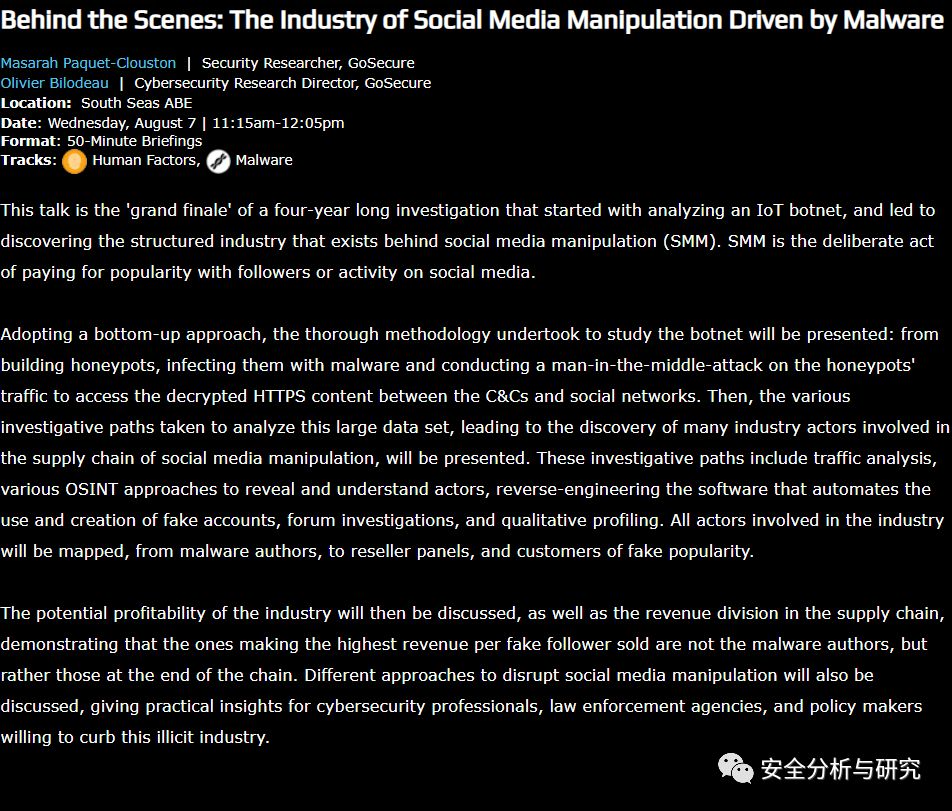 Behind the Scenes: The Industry of Social Media Manipulation Driven by Malware
Masarah Paquet-Clouston | Security Researcher, GoSecure
Olivier Bilodeau | Cybersecurity Research Director, GoSecure
Location: South Seas ABE
Date: Wednesday, August 7 | 11:15am-12:05pm
Format: 50-Minute Briefings
Tracks: Human Factors, Malware
This talk is the 'grand finale' of a four-year long investigation that started with analyzing an IoT botnet, and led to
discovering the structured industry that exists behind social media manipulation (SMM). SMM is the deliberate act
of paying for popularity with followers or activity on social media.
Adopting a bottom-up approach, the thorough methodology undertook to study the botnet will be presented: from
building honeypots, infecting them with malware and conducting a man-in-the-middle-attack on the honeypots'
traffic to access the decrypted HTTPS content between the C&Cs and social networks. Then, the various
investigative paths taken to analyze this large data set, leading to the discovery of many industry actors involved in
the supply chain of social media manipulation, will be presented. These investigative paths include traffic analysis,
various OSINT approaches to reveal and understand actors, reverse-engineering the software that automates the
use and creation of fake accounts, forum investigations, and qualitative profiling. All actors involved in the industry
will be mapped, from malware authors, to reseller panels, and customers of fake popularity.
The potential profitability of the industry will then be discussed, as well as the revenue division in the supply chain,
demonstrating that the ones making the highest revenue per fake follower sold are not the malware authors, but
rather those at the end of the chain. Different approaches to disrupt social media manipulation will also be
discussed, giving practical insights for cybersecurity professionals, law enforcement agencies, and policy makers
willing to curb this illicit industry.
安全分析与研究